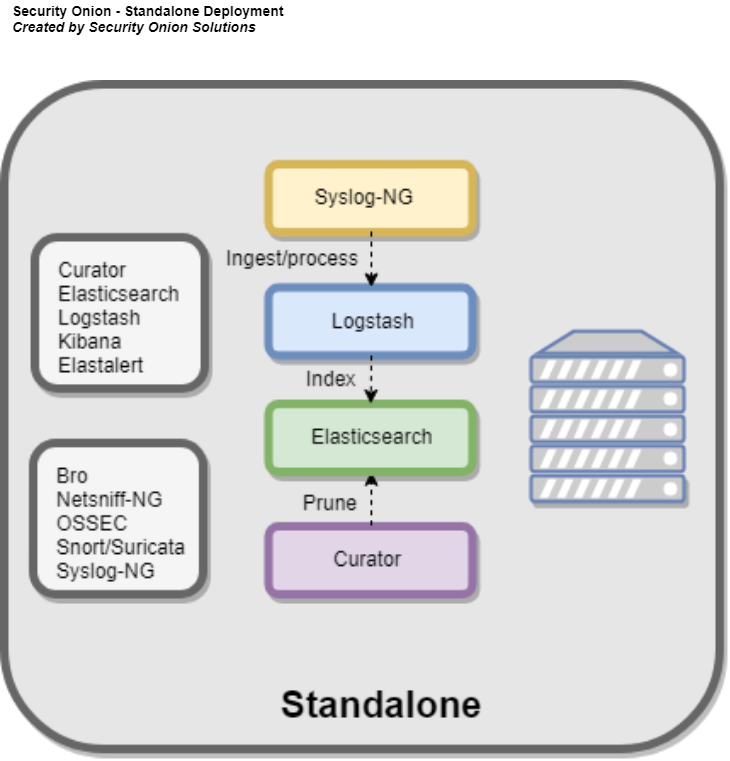 Security Onion - Standalone Deployment
Created by Security Onion Solutions
Syslog-NG
Ingest/process
Logstash
Index
Elasticsearch
Prune
Curator
Curator
Elasticsearch
Logstash
Kibana
Elastalert
Bro
Netsniff-NG
OSSEC
Snort/Suricata
Syslog-NG
Standalone